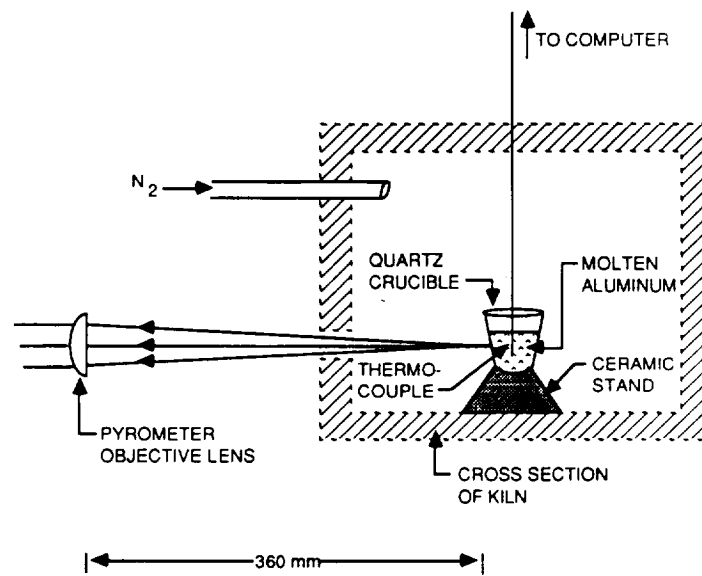 TO COMPUTER
N2
QUARTZ
CRUCIBLE
MOLTEN
ALUMINUM
THERMO-
COUPLE
CERAMIC
STAND
PYROMETER
OBJECTIVE LENS
CROSS SECTION
OF KILN
360 mm